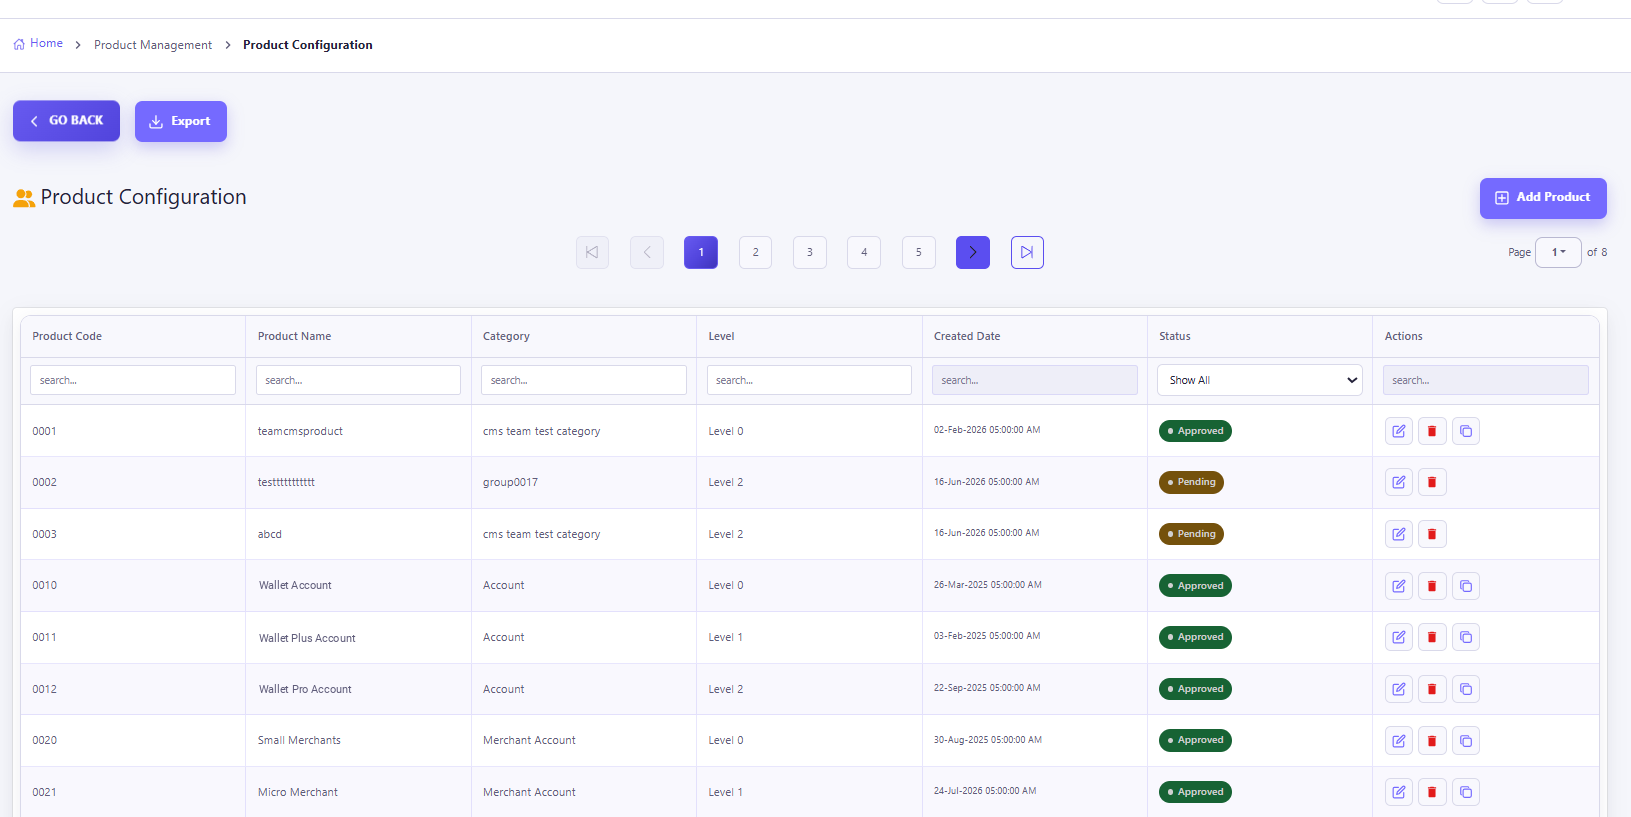 Home > Product Management > Product Configuration
GO BACK Export
Product Configuration
Add Product
1 2 3 4 5
Page 1 of 8
Product Code Product Name Category Level Created Date Status Actions
search... search... search... search... search... Show All search...
0001 teamcmsproduct cms team test category Level 0 02-Feb-2026 05:00:00 AM Approved
0002 testttttttttttt group0017 Level 2 16-Jun-2026 05:00:00 AM Pending
0003 abcd cms team test category Level 2 16-Jun-2026 05:00:00 AM Pending
0010 Wallet Account Account Level 0 26-Mar-2025 05:00:00 AM Approved
0011 Wallet Plus Account Account Level 1 03-Feb-2025 05:00:00 AM Approved
0012 Wallet Pro Account Account Level 2 22-Sep-2025 05:00:00 AM Approved
0020 Small Merchants Merchant Account Level 0 30-Aug-2025 05:00:00 AM Approved
0021 Micro Merchant Merchant Account Level 1 24-Jul-2026 05:00:00 AM Approved